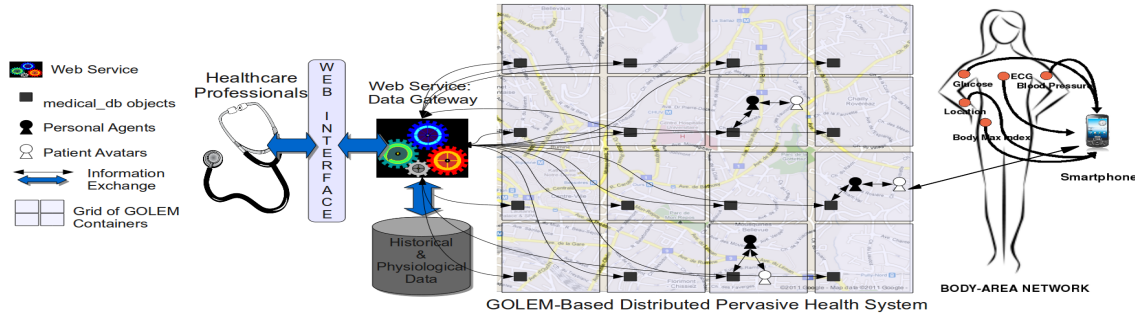 Web Service
medical_db objects
Personal Agents
Patient Avatars
Information
Exchange
Grid of GOLEM
Containers
Healthcare
Professionals
WEB INTERFACE
Web Service:
Data Gateway
Historical
&
Physiological
Data
©2011 Google - Map data ©2011 Google
GOLEM-Based Distributed Pervasive Health System
Glucose
ECG
Blood Pressure
Location
Body Max Index
Smartphone
BODY-AREA NETWORK